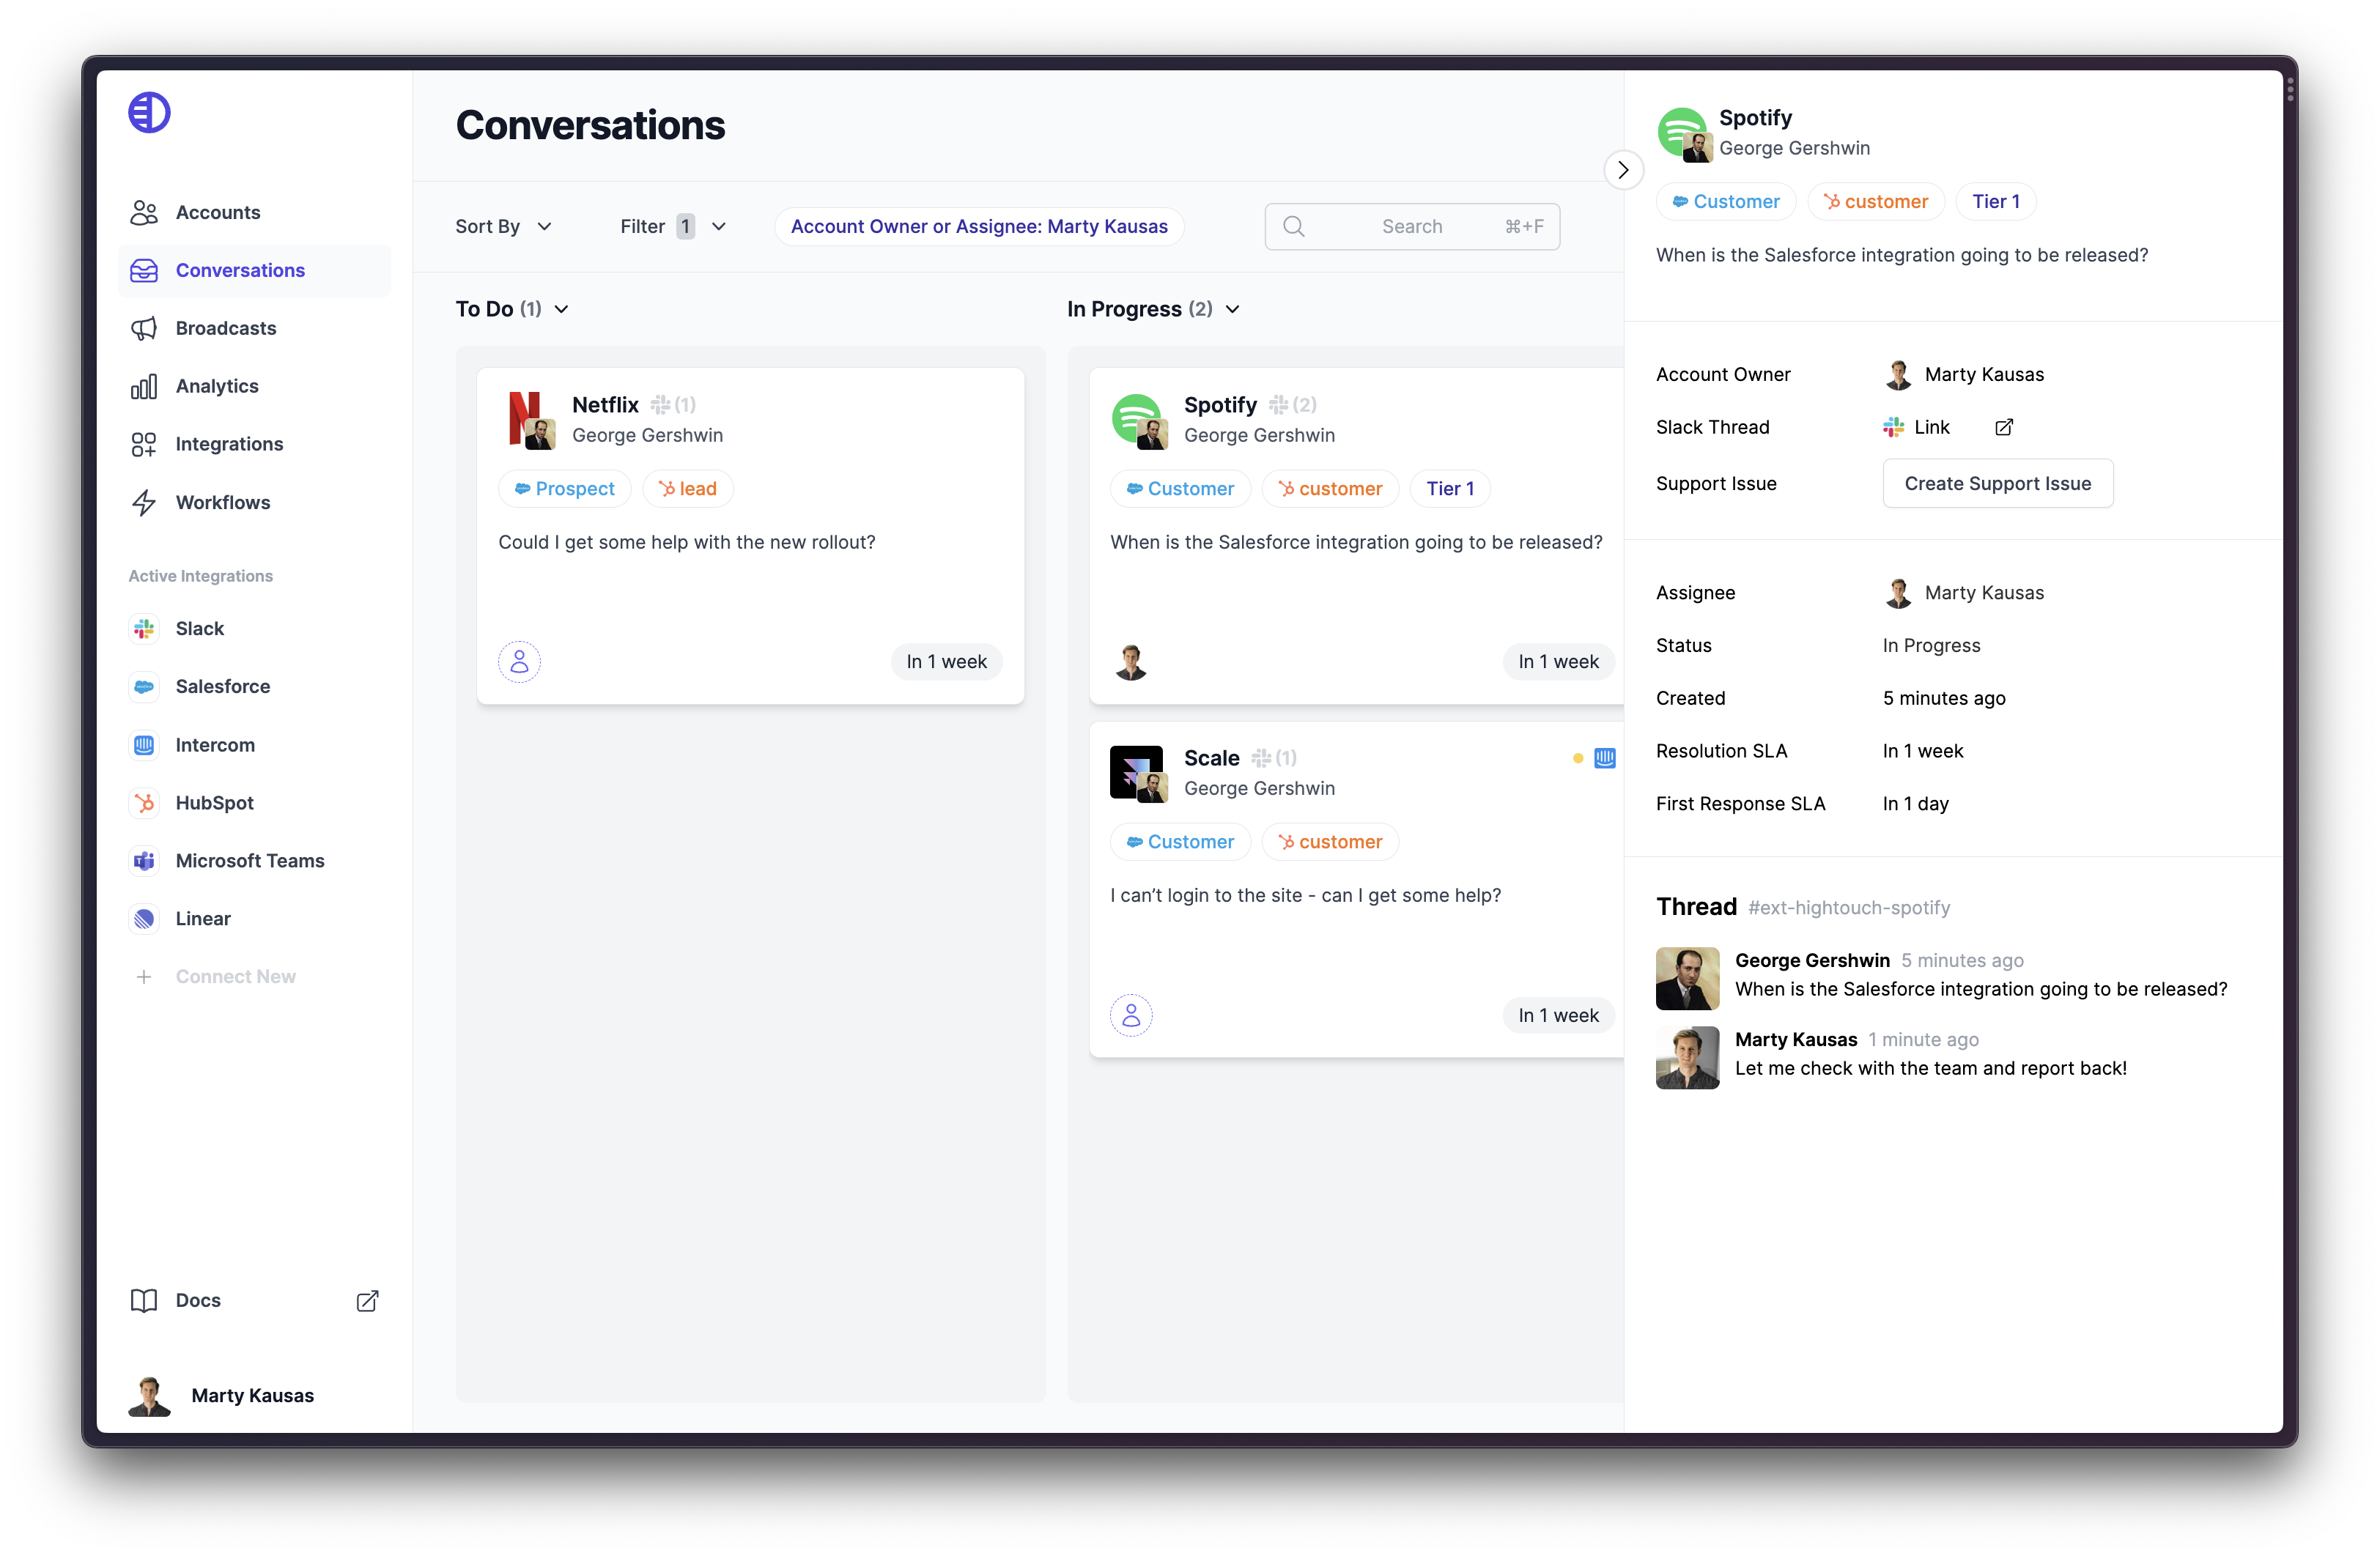 Accounts
Conversations
Broadcasts
Analytics
Integrations
Workflows
Active Integrations
Slack
Salesforce
Intercom
HubSpot
Microsoft Teams
Linear
Connect New
Docs
Marty Kausas
Conversations
Sort By
Filter 1
Account Owner or Assignee: Marty Kausas
Search ⌘+F
To Do (1)
Netflix (1)
George Gershwin
Prospect lead
Could I get some help with the new rollout?
In 1 week
In Progress (2)
Spotify (2)
George Gershwin
Customer customer Tier 1
When is the Salesforce integration going to be released?
In 1 week
Scale (1)
George Gershwin
Customer customer
I can’t login to the site - can I get some help?
In 1 week
Spotify
George Gershwin
Customer customer Tier 1
When is the Salesforce integration going to be released?
Account Owner Marty Kausas
Slack Thread Link
Support Issue Create Support Issue
Assignee Marty Kausas
Status In Progress
Created 5 minutes ago
Resolution SLA In 1 week
First Response SLA In 1 day
Thread #ext-hightouch-spotify
George Gershwin 5 minutes ago
When is the Salesforce integration going to be released?
Marty Kausas 1 minute ago
Let me check with the team and report back!